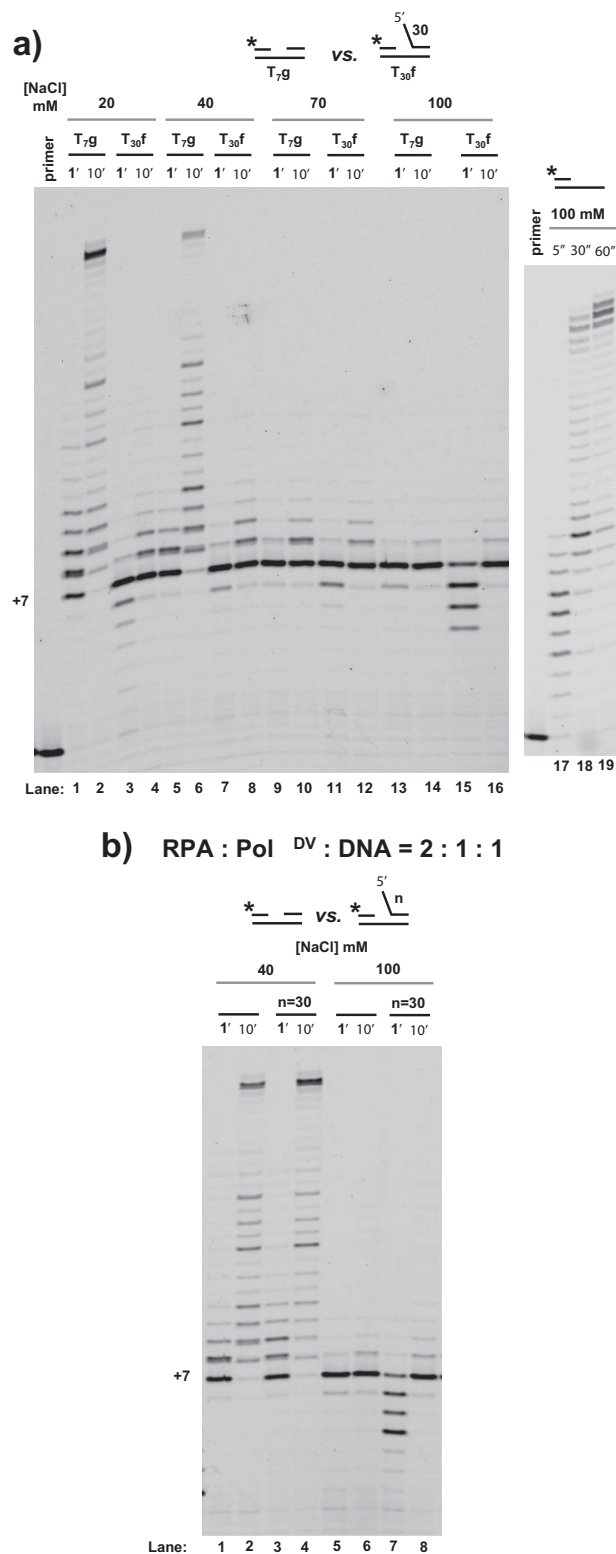 a)
* T₇g vs. * 5′ 30 T₃₀f
[NaCl] mM 20 40 70 100
T₇g T₃₀f T₇g T₃₀f T₇g T₃₀f T₇g T₃₀f
primer 1′ 10′ 1′ 10′ 1′ 10′ 1′ 10′ 1′ 10′ 1′ 10′ 1′ 10′ 1′ 10′
+7
Lane: 1 2 3 4 5 6 7 8 9 10 11 12 13 14 15 16
*
100 mM
primer 5″ 30″ 60″
17 18 19
b) RPA : Pol ᴰⱽ : DNA = 2 : 1 : 1
* vs. * 5′ n
[NaCl] mM
40 100
n=30 n=30
1′ 10′ 1′ 10′ 1′ 10′ 1′ 10′
+7
Lane: 1 2 3 4 5 6 7 8